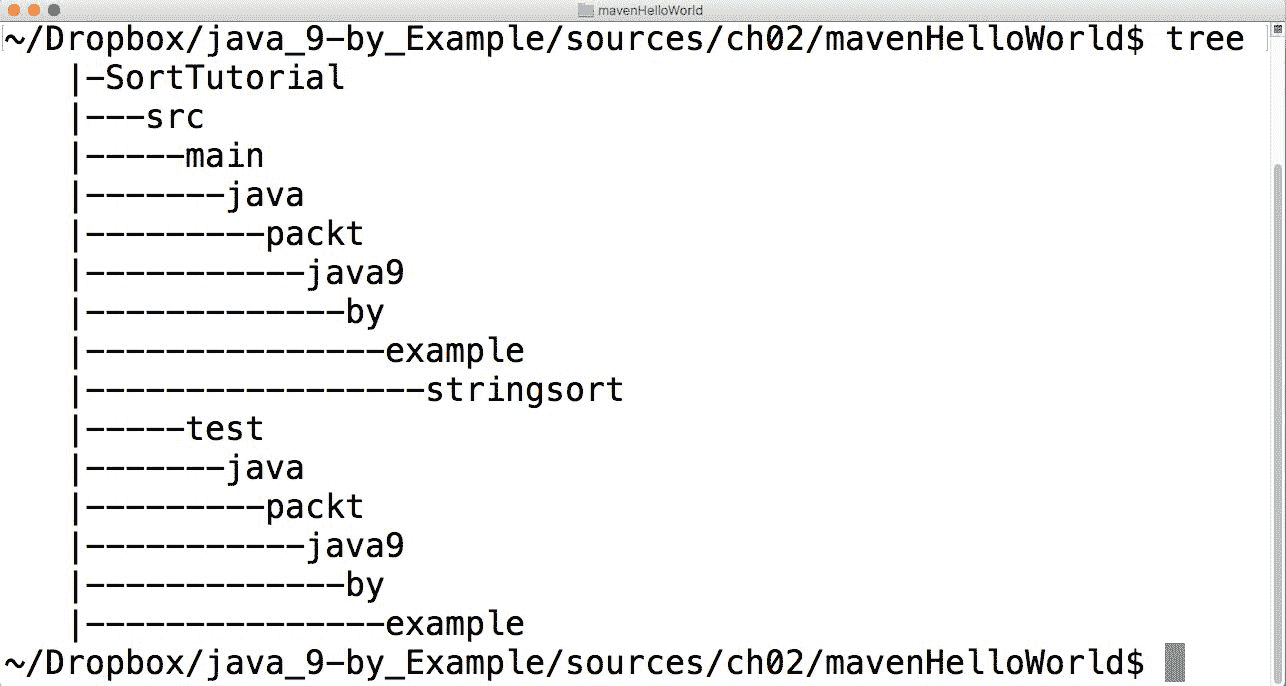 mavenHelloWorld
~/Dropbox/java_9-by_Example/sources/ch02/mavenHelloWorld$ tree
|-SortTutorial
|---src
|-----main
|-------java
|---------packt
|-----------java9
|-------------by
|---------------example
|-----------------stringsort
|-----test
|-------java
|---------packt
|-----------java9
|-------------by
|---------------example
~/Dropbox/java_9-by_Example/sources/ch02/mavenHelloWorld$